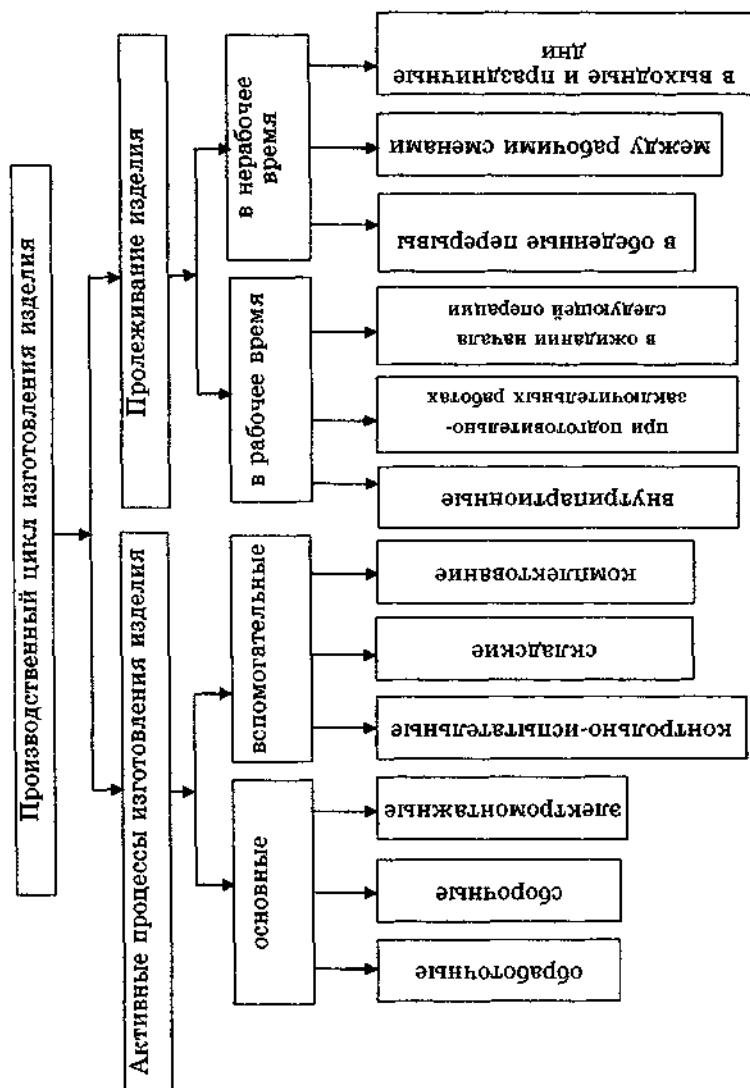 Производственный цикл изготовления изделия
Активные процессы изготовления изделия
Пролеживание изделия
основные
вспомогательные
в рабочее время
в нерабочее
время
обработочные
сборочные
электромонтажные
контрольно-испытательные
складские
комплектование
внутрипартионные
при подготовительно-
заключительных работах
в ожидании начала
следующей операции
в обеденные перерывы
между рабочими сменами
в выходные и праздничные
дни